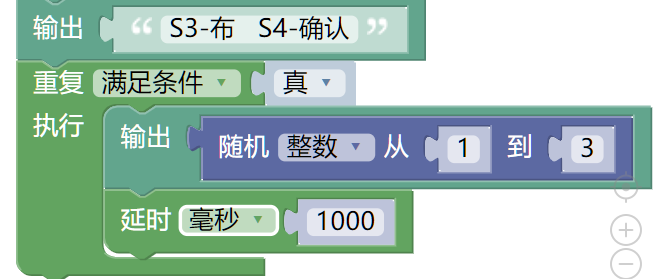 输出 “ S3-布 S4-确认 ”
重复 满足条件 真
执行
输出 随机 整数 从 1 到 3
延时 毫秒 1000